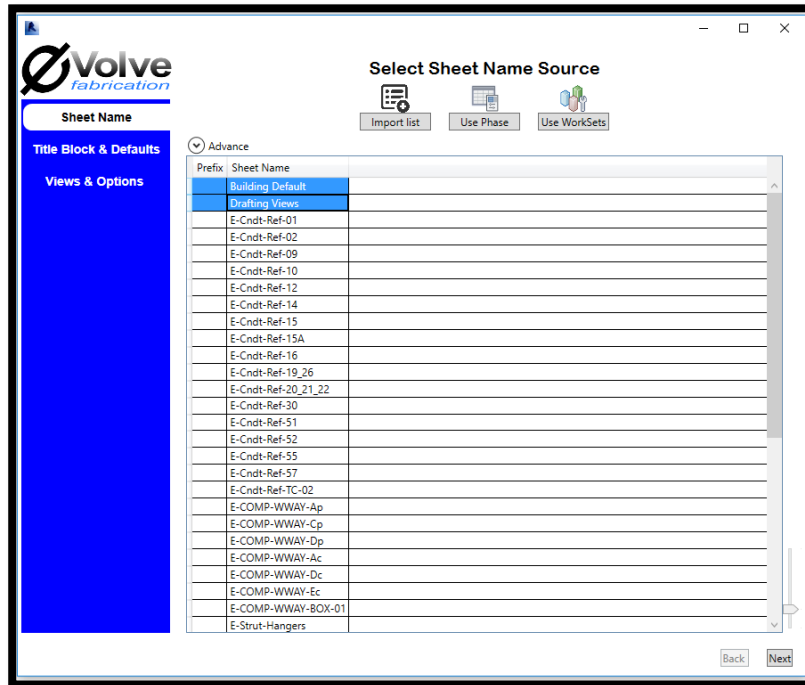 eVolve
fabrication
Sheet Name
Title Block & Defaults
Views & Options
Select Sheet Name Source
Import list
Use Phase
Use WorkSets
Advance
Prefix Sheet Name
Building Default
Drafting Views
E-Cndt-Ref-01
E-Cndt-Ref-02
E-Cndt-Ref-09
E-Cndt-Ref-10
E-Cndt-Ref-12
E-Cndt-Ref-14
E-Cndt-Ref-15
E-Cndt-Ref-15A
E-Cndt-Ref-16
E-Cndt-Ref-19_26
E-Cndt-Ref-20_21_22
E-Cndt-Ref-30
E-Cndt-Ref-51
E-Cndt-Ref-52
E-Cndt-Ref-55
E-Cndt-Ref-57
E-Cndt-Ref-TC-02
E-COMP-WWAY-Ap
E-COMP-WWAY-Cp
E-COMP-WWAY-Dp
E-COMP-WWAY-Ac
E-COMP-WWAY-Dc
E-COMP-WWAY-Ec
E-COMP-WWAY-BOX-01
E-Strut-Hangers
Back
Next